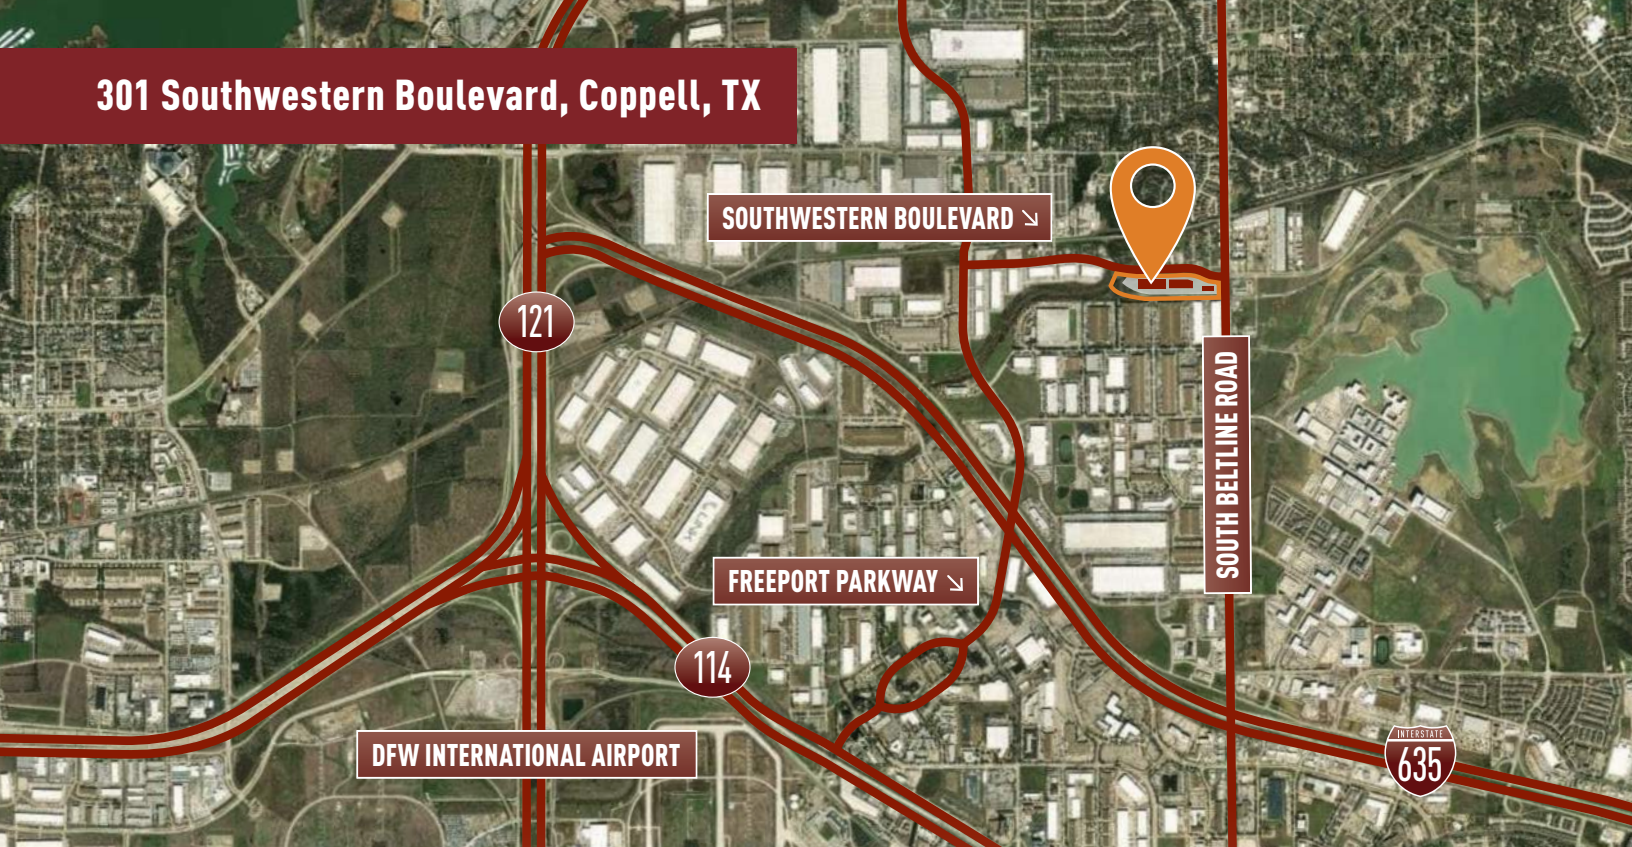 301 Southwestern Boulevard, Coppell, TX
SOUTHWESTERN BOULEVARD ↘
121
SOUTH BELTLINE ROAD
FREEPORT PARKWAY ↘
114
DFW INTERNATIONAL AIRPORT
INTERSTATE
635